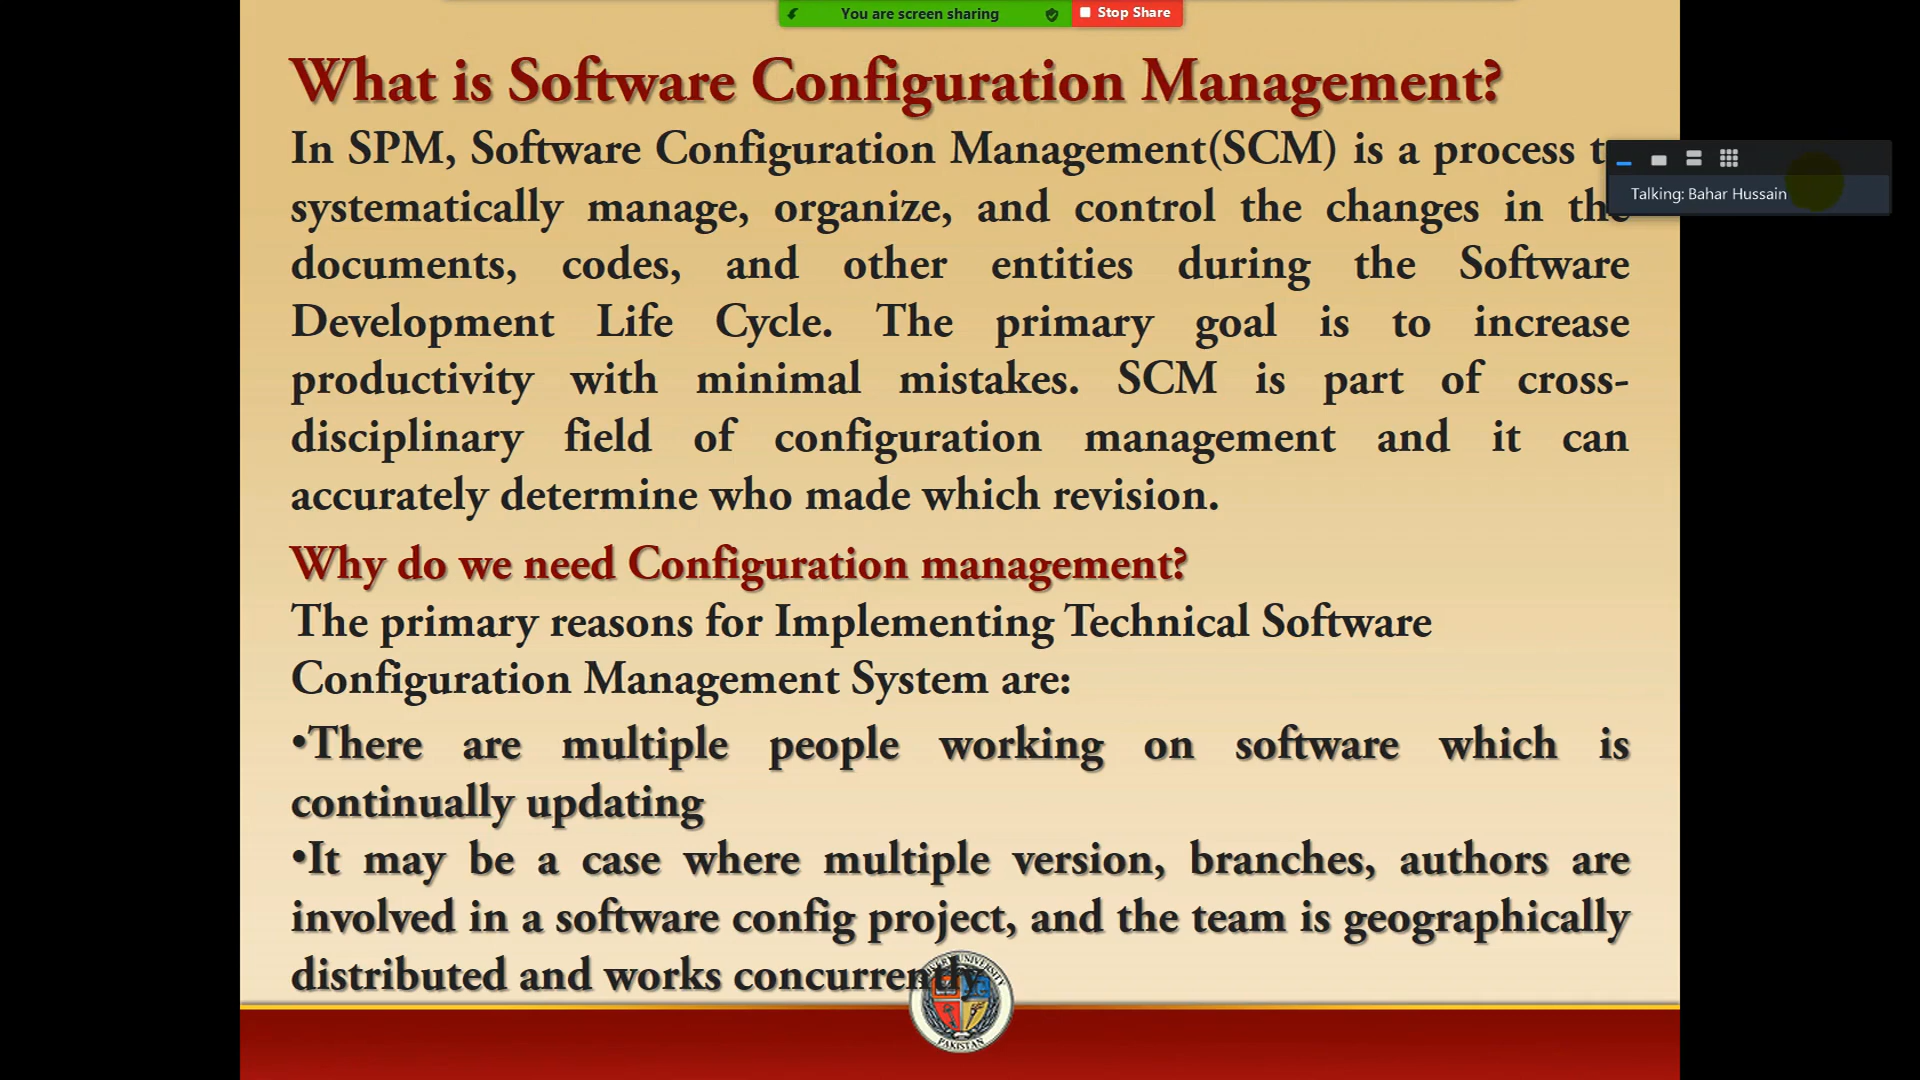 You are screen sharing
Stop Share
What is Software Configuration Management?
In SPM, Software Configuration Management(SCM) is a process t
systematically manage, organize, and control the changes in the
documents, codes, and other entities during the Software
Development Life Cycle. The primary goal is to increase
productivity with minimal mistakes. SCM is part of cross-
disciplinary field of configuration management and it can
accurately determine who made which revision.
Talking: Bahar Hussain
Why do we need Configuration management?
The primary reasons for Implementing Technical Software
Configuration Management System are:
•There are multiple people working on software which is
continually updating
•It may be a case where multiple version, branches, authors are
involved in a software config project, and the team is geographically
distributed and works concurrently
UNIVERSITY
PAKISTAN